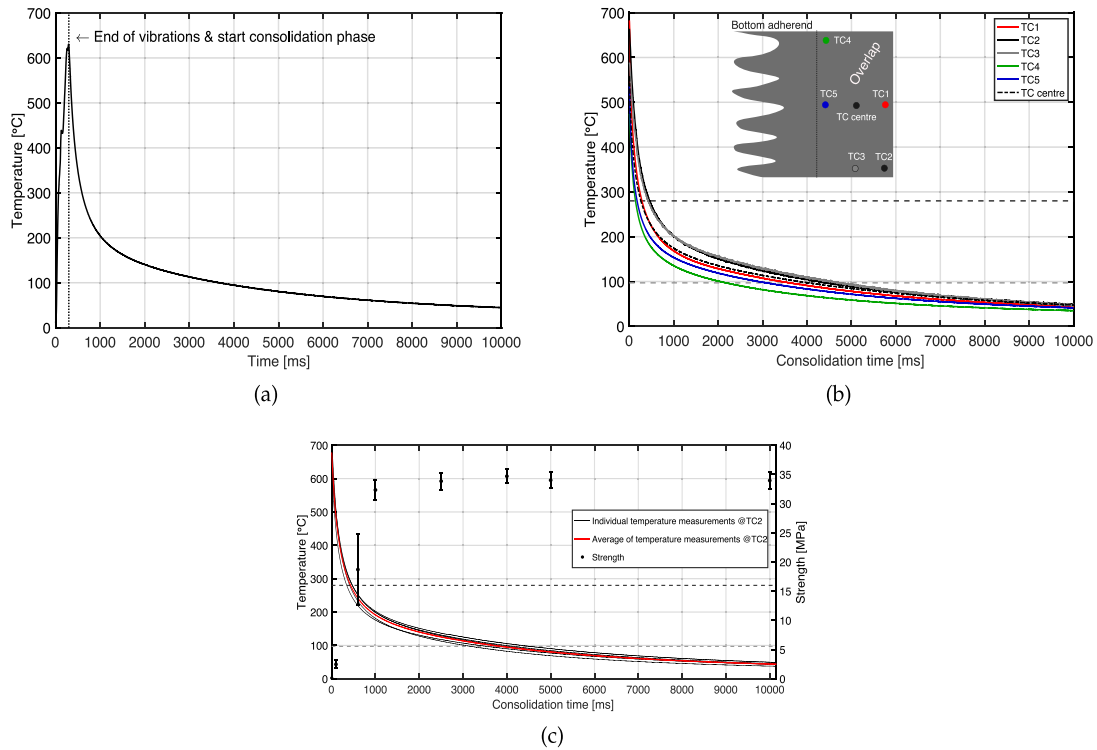 700
600
500
400
300
200
100
0
Temperature [°C]
← End of vibrations & start consolidation phase
0 1000 2000 3000 4000 5000 6000 7000 8000 9000 10000
Time [ms]
(a)
700
600
500
400
300
200
100
0
Temperature [°C]
Bottom adherend
TC4
Overlap
TC5
TC1
TC centre
TC3
TC2
TC1
TC2
TC3
TC4
TC5
TC centre
0 1000 2000 3000 4000 5000 6000 7000 8000 9000 10000
Consolidation time [ms]
(b)
700
600
500
400
300
200
100
0
Temperature [°C]
Individual temperature measurements @TC2
Average of temperature measurements @TC2
Strength
40
35
30
25
20
15
10
5
0
Strength [MPa]
0 1000 2000 3000 4000 5000 6000 7000 8000 9000 10000
Consolidation time [ms]
(c)